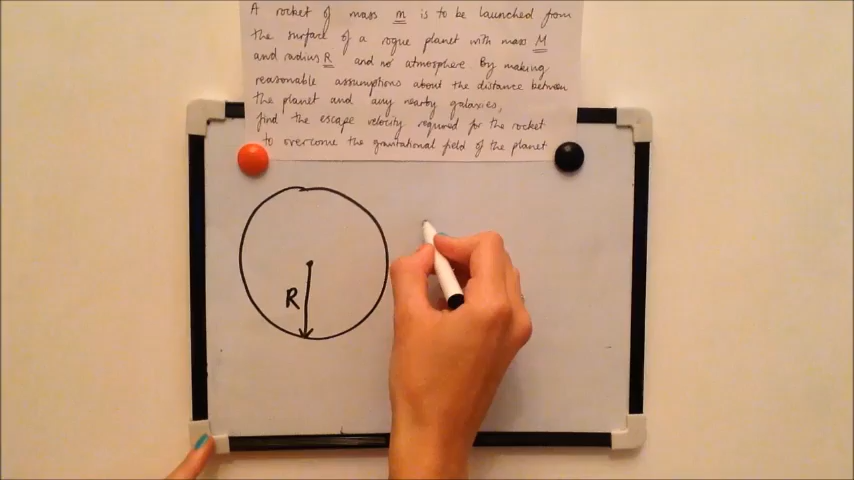 A rocket of mass m is to be launched from
the surface of a rogue planet with mass M
and radius R and no atmosphere. By making
reasonable assumptions about the distance between
the planet and any nearby galaxies,
find the escape velocity required for the rocket
to overcome the gravitational field of the planet
R